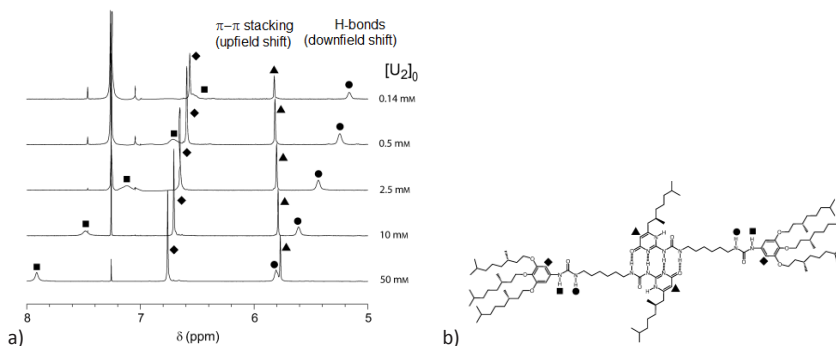 π–π stacking
(upfield shift)
H-bonds
(downfield shift)
[U₂]₀
0.14 mM
0.5 mM
2.5 mM
10 mM
50 mM
8
7
6
5
δ (ppm)
a)
b)